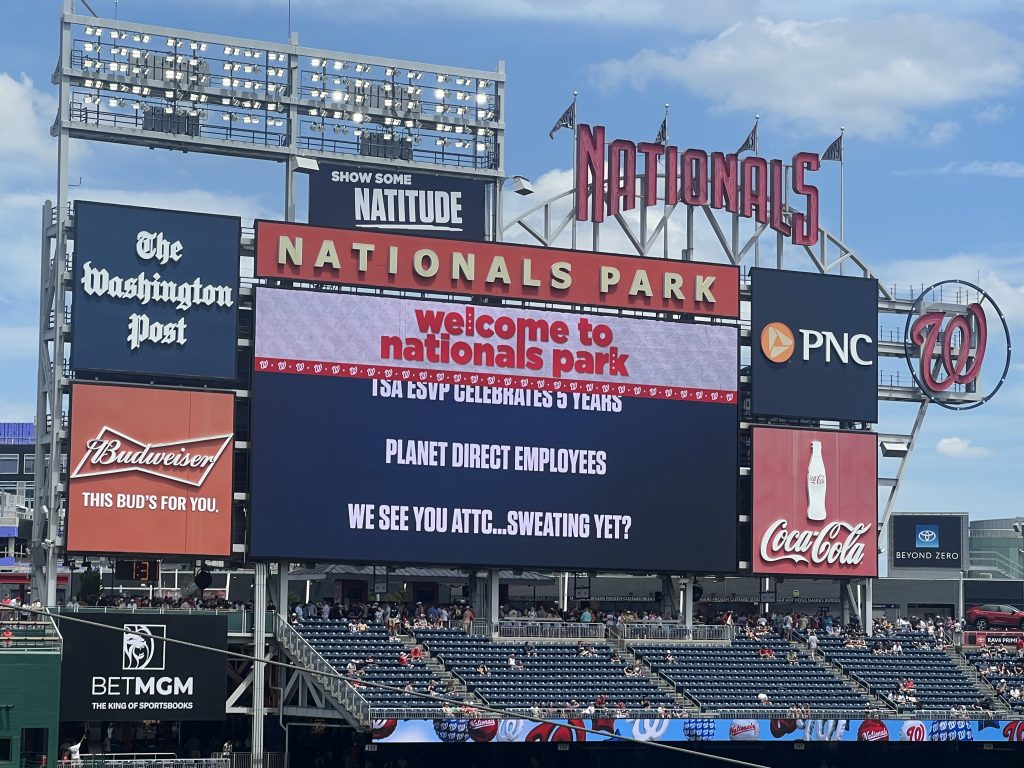 SHOW SOME
NATITUDE
NATIONALS
The
Washington
Post
NATIONALS PARK
welcome to
nationals park
TSA ESVP CELEBRATES 5 YEARS
PLANET DIRECT EMPLOYEES
WE SEE YOU ATTC...SWEATING YET?
PNC
W
Budweiser
THIS BUD'S FOR YOU.
Coca-Cola
BEYOND ZERO
BETMGM
THE KING OF SPORTSBOOKS
RAV4 PRIME